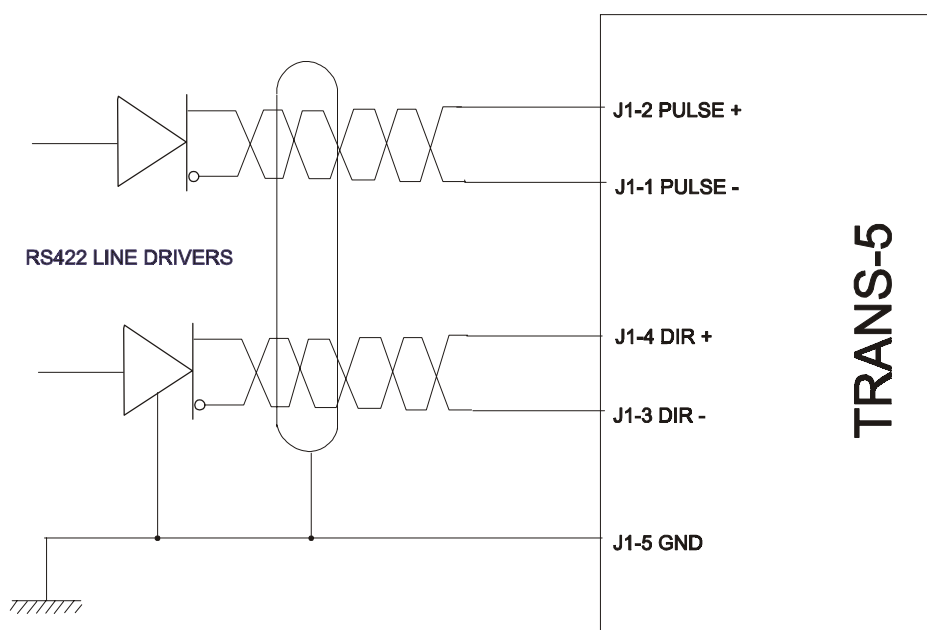 J1-2 PULSE +
J1-1 PULSE -
RS422 LINE DRIVERS
J1-4 DIR +
J1-3 DIR -
J1-5 GND
TRANS-5